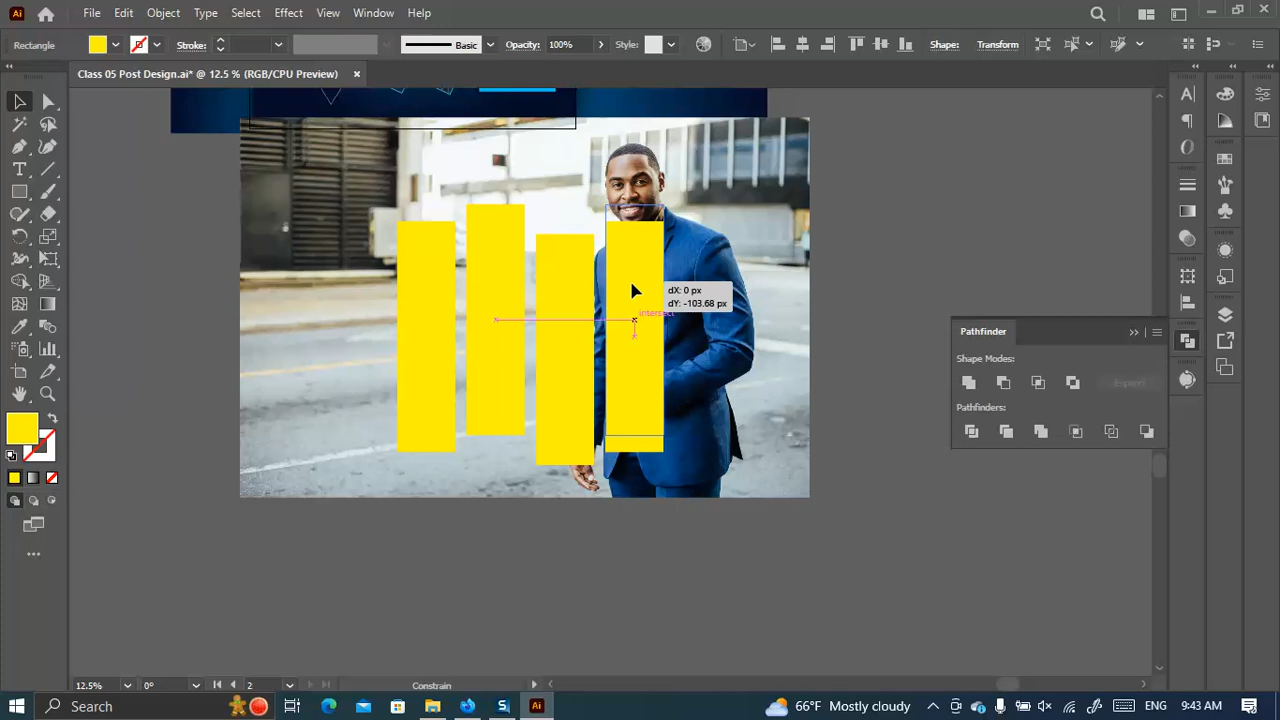 Ai File Edit Object Type Select Effect View Window Help
Rectangle Stroke: Basic Opacity: 100% Style: Shape: Transform
Class 05 Post Design.ai* @ 12.5 % (RGB/CPU Preview) ×
dX: 0 px
dY: -103.68 px
intersect
Pathfinder
Shape Modes:
Expand
Pathfinders:
12.5% 0° 2 Constrain
Search 66°F Mostly cloudy ENG 9:43 AM